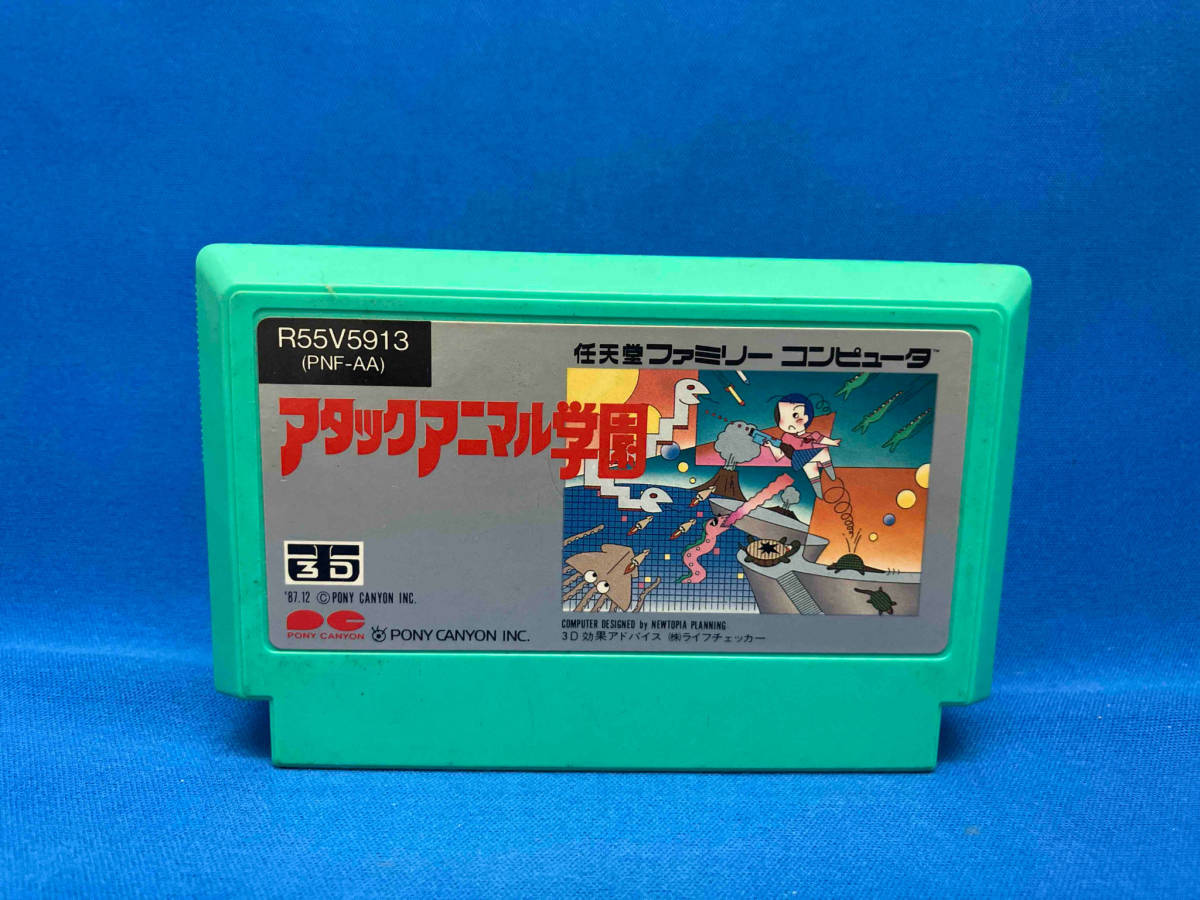 R55V5913
(PNF-AA)
任天堂 ファミリー コンピュータ™
アタックアニマル学園
3D
'87.12 ©PONY CANYON INC.
PC
PONY CANYON
PONY CANYON INC.
COMPUTER DESIGNED by NEWTOPIA PLANNING
3D効果アドバイス ㈱ライフチェッカー